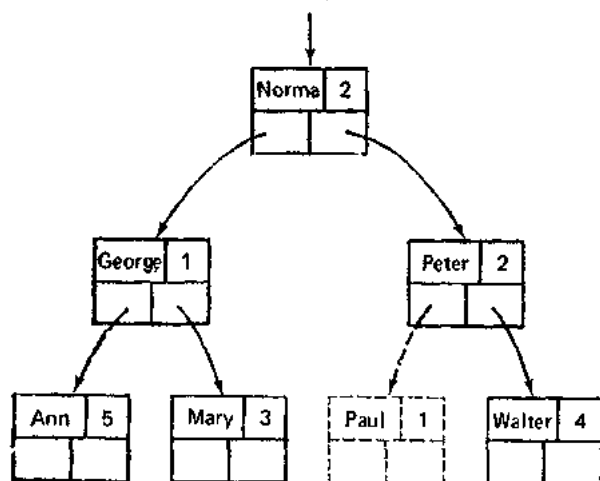 Norma 2
George 1
Peter 2
Ann 5
Mary 3
Paul 1
Walter 4